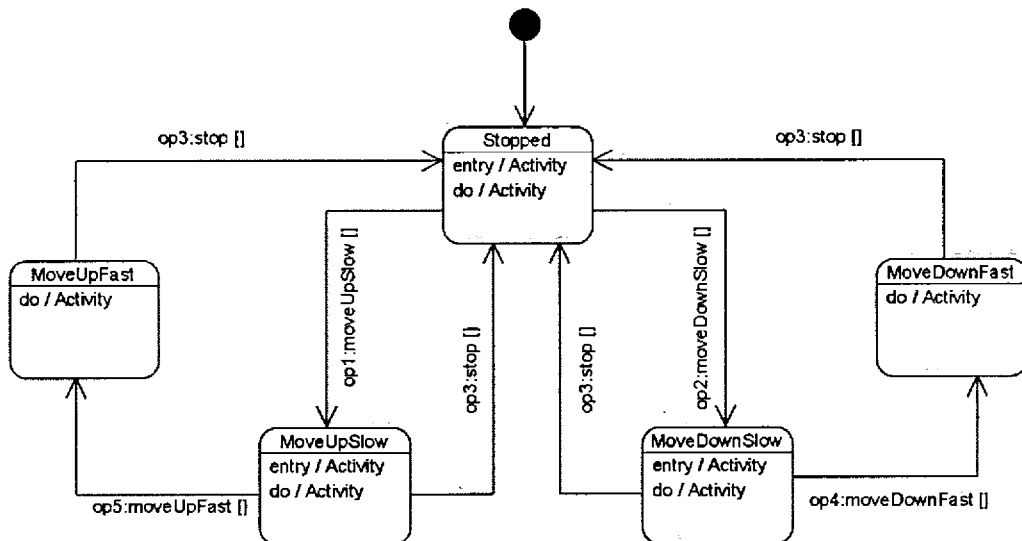 op3:stop []
Stopped
entry / Activity
do / Activity
op3:stop []
MoveUpFast
do / Activity
op1:moveUpSlow []
op3:stop []
op3:stop []
op2:moveDownSlow []
MoveDownFast
do / Activity
MoveUpSlow
entry / Activity
do / Activity
op5:moveUpFast []
MoveDownSlow
entry / Activity
do / Activity
op4:moveDownFast []